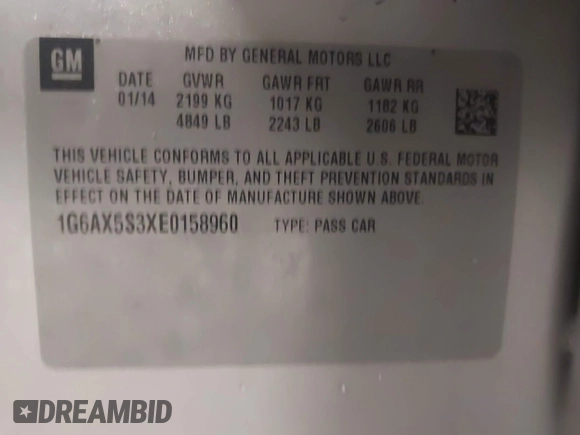 GM
MFD BY GENERAL MOTORS LLC
DATE GVWR GAWR FRT GAWR RR
01/14 2199 KG 1017 KG 1182 KG
4849 LB 2243 LB 2606 LB
THIS VEHICLE CONFORMS TO ALL APPLICABLE U.S. FEDERAL MOTOR
VEHICLE SAFETY, BUMPER, AND THEFT PREVENTION STANDARDS IN
EFFECT ON THE DATE OF MANUFACTURE SHOWN ABOVE.
1G6AX5S3XE0158960 TYPE: PASS CAR
DREAMBID